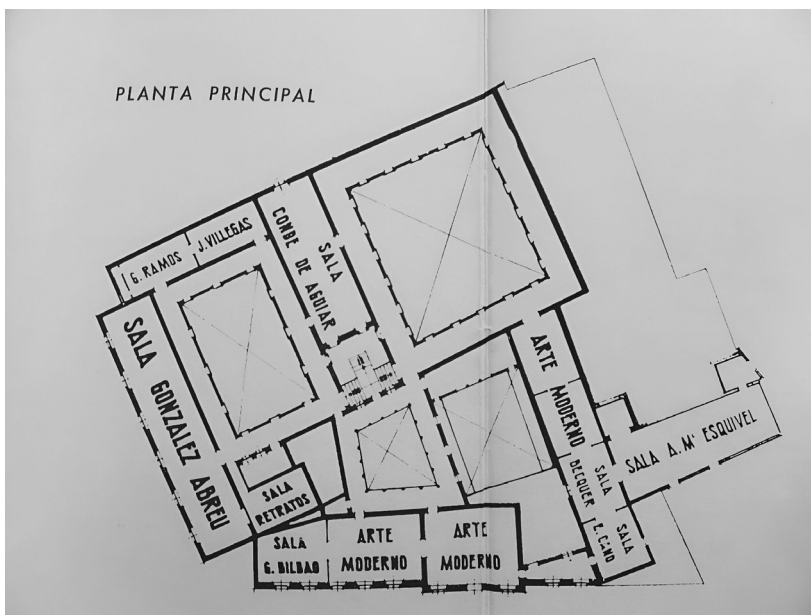 PLANTA PRINCIPAL
G. RAMOS
J. VILLEGAS
SALA
CONDE DE AGUIAR
SALA GONZALEZ ABREU
SALA
RETRATOS
SALA
G. BILBAO
ARTE
MODERNO
ARTE
MODERNO
ARTE MODERNO
SALA
BECQUER
SALA
E. CANO
SALA A. Mª ESQUIVEL